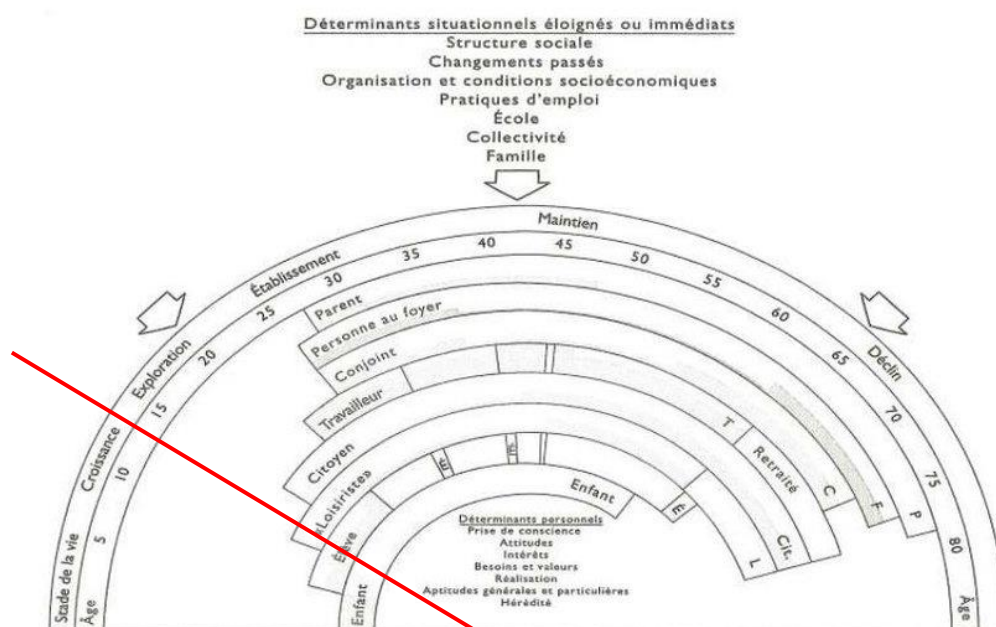 Déterminants situationnels éloignés ou immédiats
Structure sociale
Changements passés
Organisation et conditions socioéconomiques
Pratiques d'emploi
École
Collectivité
Famille
Stade de la vie
Croissance
Exploration
Établissement
Maintien
Déclin
Âge
5
10
15
20
25
30
35
40
45
50
55
60
65
70
75
80
Âge
Parent
P
Personne au foyer
F
Conjoint
C
Travailleur
T
Retraité
Citoyen
Cit.
«Loisiriste»
L
Élève
É
É
É
Enfant
Enfant
Déterminants personnels
Prise de conscience
Attitudes
Intérêts
Besoins et valeurs
Réalisation
Aptitudes générales et particulières
Hérédité